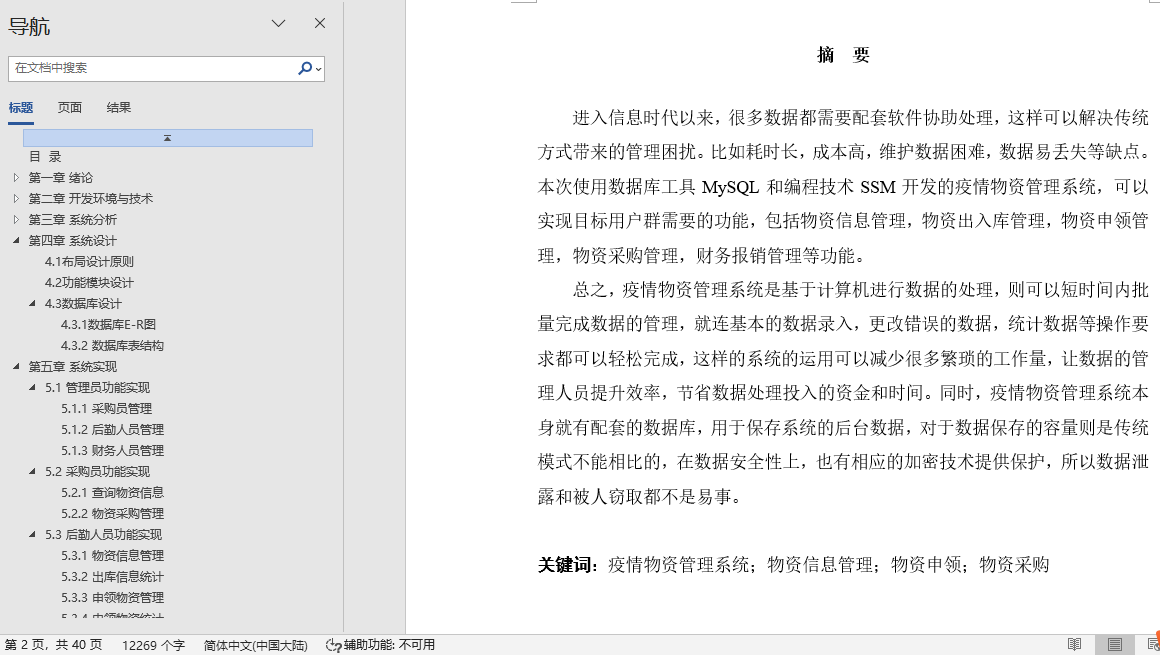 导航
在文档中搜索
标题 页面 结果
目 录
第一章 绪论
第二章 开发环境与技术
第三章 系统分析
第四章 系统设计
4.1布局设计原则
4.2功能模块设计
4.3数据库设计
4.3.1数据库E-R图
4.3.2 数据库表结构
第五章 系统实现
5.1 管理员功能实现
5.1.1 采购员管理
5.1.2 后勤人员管理
5.1.3 财务人员管理
5.2 采购员功能实现
5.2.1 查询物资信息
5.2.2 物资采购管理
5.3 后勤人员功能实现
5.3.1 物资信息管理
5.3.2 出库信息统计
5.3.3 申领物资管理
5.3.4 申领物资统计
摘 要
进入信息时代以来，很多数据都需要配套软件协助处理，这样可以解决传统
方式带来的管理困扰。比如耗时长，成本高，维护数据困难，数据易丢失等缺点。
本次使用数据库工具 MySQL 和编程技术 SSM 开发的疫情物资管理系统，可以
实现目标用户群需要的功能，包括物资信息管理，物资出入库管理，物资申领管
理，物资采购管理，财务报销管理等功能。
总之，疫情物资管理系统是基于计算机进行数据的处理，则可以短时间内批
量完成数据的管理，就连基本的数据录入，更改错误的数据，统计数据等操作要
求都可以轻松完成，这样的系统的运用可以减少很多繁琐的工作量，让数据的管
理人员提升效率，节省数据处理投入的资金和时间。同时，疫情物资管理系统本
身就有配套的数据库，用于保存系统的后台数据，对于数据保存的容量则是传统
模式不能相比的，在数据安全性上，也有相应的加密技术提供保护，所以数据泄
露和被人窃取都不是易事。
关键词：疫情物资管理系统；物资信息管理；物资申领；物资采购
第 2 页，共 40 页 12269 个字 简体中文(中国大陆) 辅助功能: 不可用